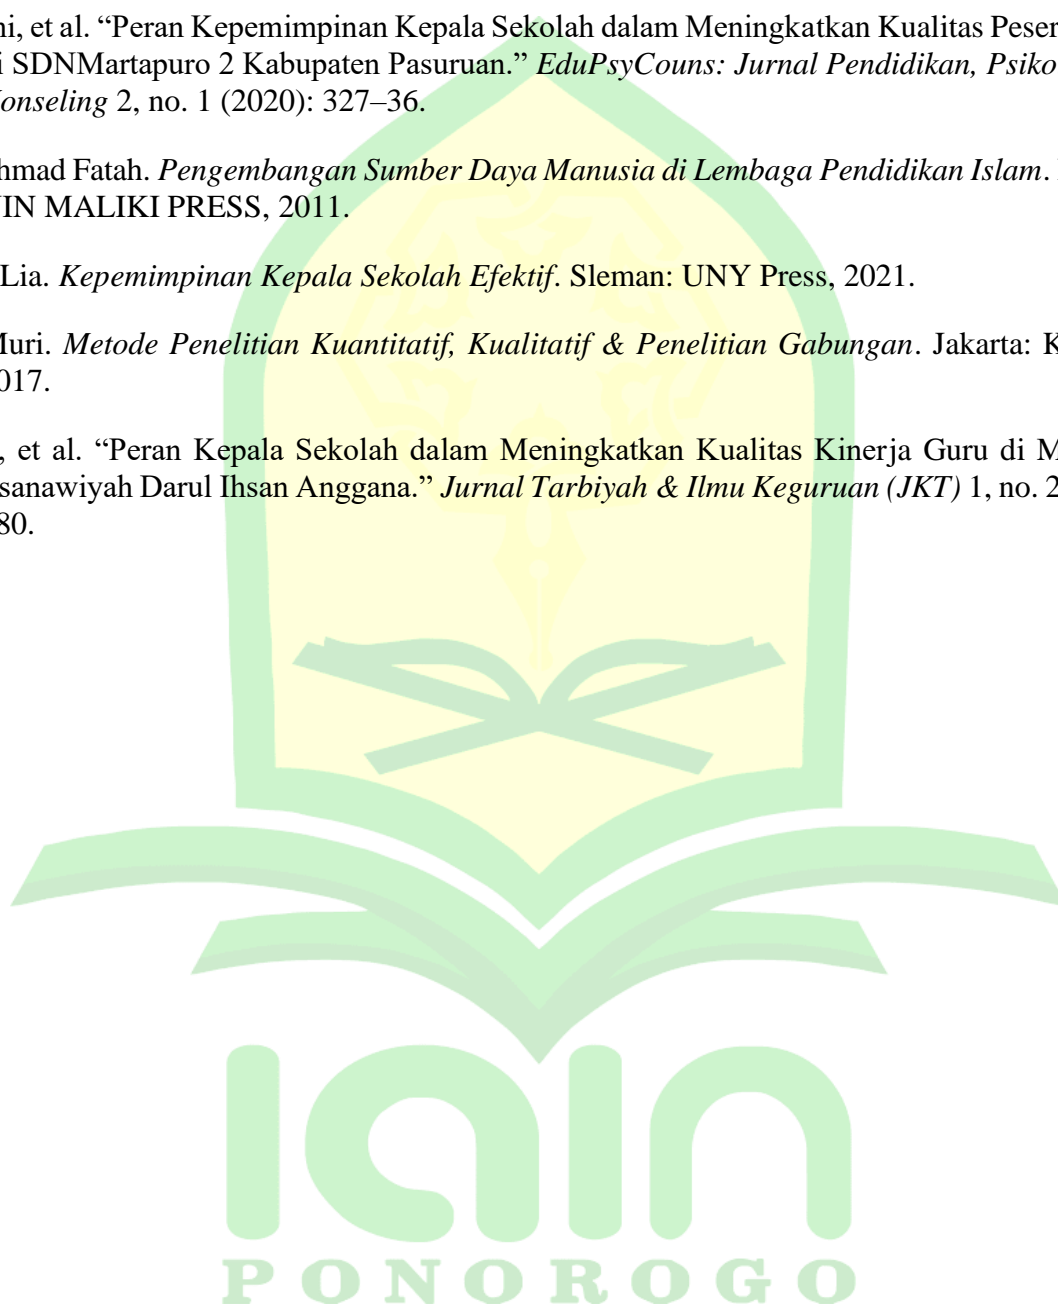 ni, et al. “Peran Kepemimpinan Kepala Sekolah dalam Meningkatkan Kualitas Peser
i SDNMartapuro 2 Kabupaten Pasuruan.” EduPsyCouns: Jurnal Pendidikan, Psiko
Konseling 2, no. 1 (2020): 327–36.
hmad Fatah. Pengembangan Sumber Daya Manusia di Lembaga Pendidikan Islam.
UIN MALIKI PRESS, 2011.
Lia. Kepemimpinan Kepala Sekolah Efektif. Sleman: UNY Press, 2021.
Muri. Metode Penelitian Kuantitatif, Kualitatif & Penelitian Gabungan. Jakarta: K
017.
, et al. “Peran Kepala Sekolah dalam Meningkatkan Kualitas Kinerja Guru di M
sanawiyah Darul Ihsan Anggana.” Jurnal Tarbiyah & Ilmu Keguruan (JKT) 1, no. 2
80.
iain
PONOROGO